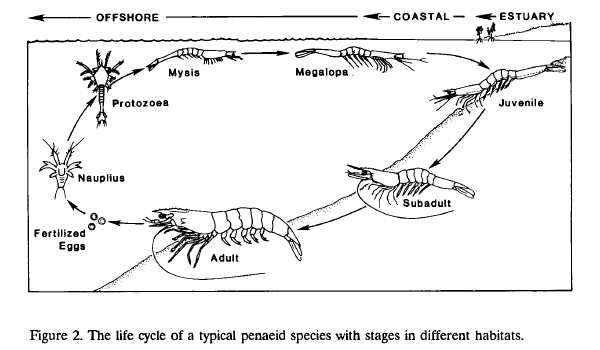 OFFSHORE COASTAL ESTUARY
Mysis
Megalopa
Protozoea
Juvenile
Nauplius
Subadult
Fertilized
Eggs
Adult
Figure 2. The life cycle of a typical penaeid species with stages in different habitats.